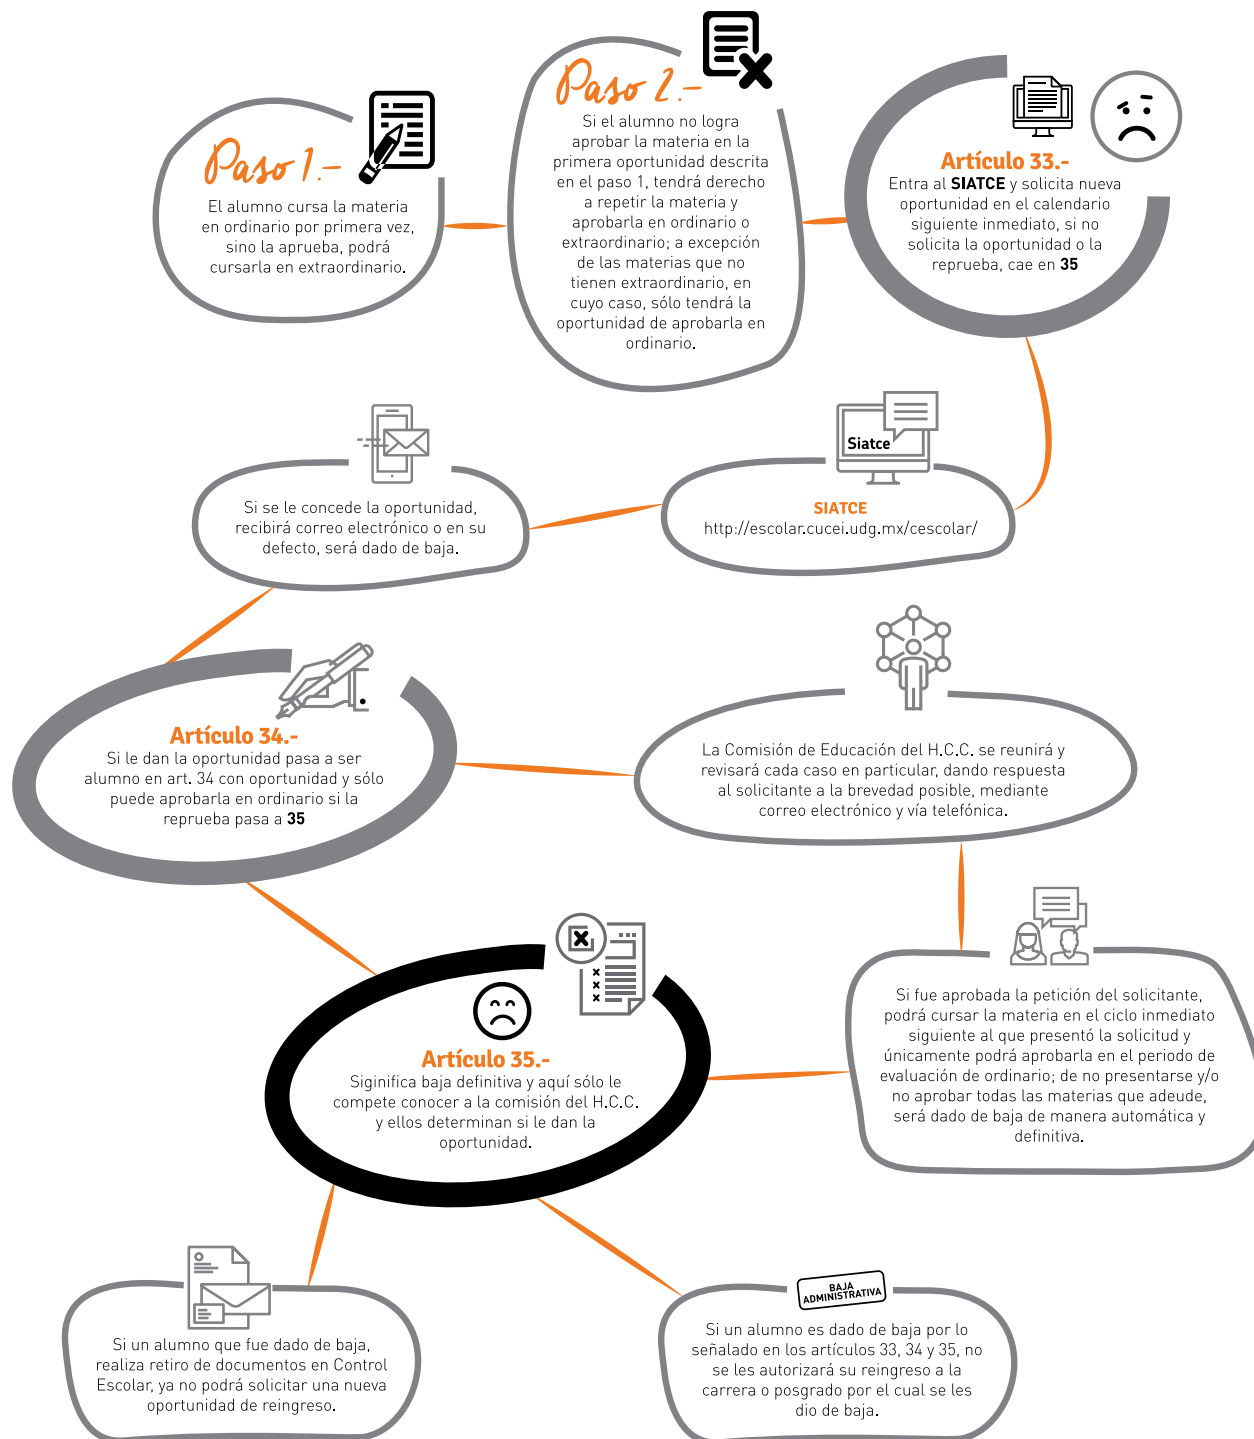 Paso 1.-
El alumno cursa la materia
en ordinario por primera vez,
sino la aprueba, podrá
cursarla en extraordinario.
Paso 2.-
Si el alumno no logra
aprobar la materia en la
primera oportunidad descrita
en el paso 1, tendrá derecho
a repetir la materia y
aprobarla en ordinario o
extraordinario; a excepción
de las materias que no
tienen extraordinario, en
cuyo caso, sólo tendrá la
oportunidad de aprobarla en
ordinario.
Artículo 33.-
Entra al SIATCE y solicita nueva
oportunidad en el calendario
siguiente inmediato, si no
solicita la oportunidad o la
reprueba, cae en 35
Siatce
SIATCE
http://escolar.cucei.udg.mx/cescolar/
Si se le concede la oportunidad,
recibirá correo electrónico o en su
defecto, será dado de baja.
Artículo 34.-
Si le dan la oportunidad pasa a ser
alumno en art. 34 con oportunidad y sólo
puede aprobarla en ordinario si la
reprueba pasa a 35
La Comisión de Educación del H.C.C. se reunirá y
revisará cada caso en particular, dando respuesta
al solicitante a la brevedad posible, mediante
correo electrónico y vía telefónica.
Si fue aprobada la petición del solicitante,
podrá cursar la materia en el ciclo inmediato
siguiente al que presentó la solicitud y
únicamente podrá aprobarla en el periodo de
evaluación de ordinario; de no presentarse y/o
no aprobar todas las materias que adeude,
será dado de baja de manera automática y
definitiva.
Artículo 35.-
Siginifica baja definitiva y aquí sólo le
compete conocer a la comisión del H.C.C.
y ellos determinan si le dan la
oportunidad.
Si un alumno que fue dado de baja,
realiza retiro de documentos en Control
Escolar, ya no podrá solicitar una nueva
oportunidad de reingreso.
BAJA
ADMINISTRATIVA
Si un alumno es dado de baja por lo
señalado en los artículos 33, 34 y 35, no
se les autorizará su reingreso a la
carrera o posgrado por el cual se les
dio de baja.